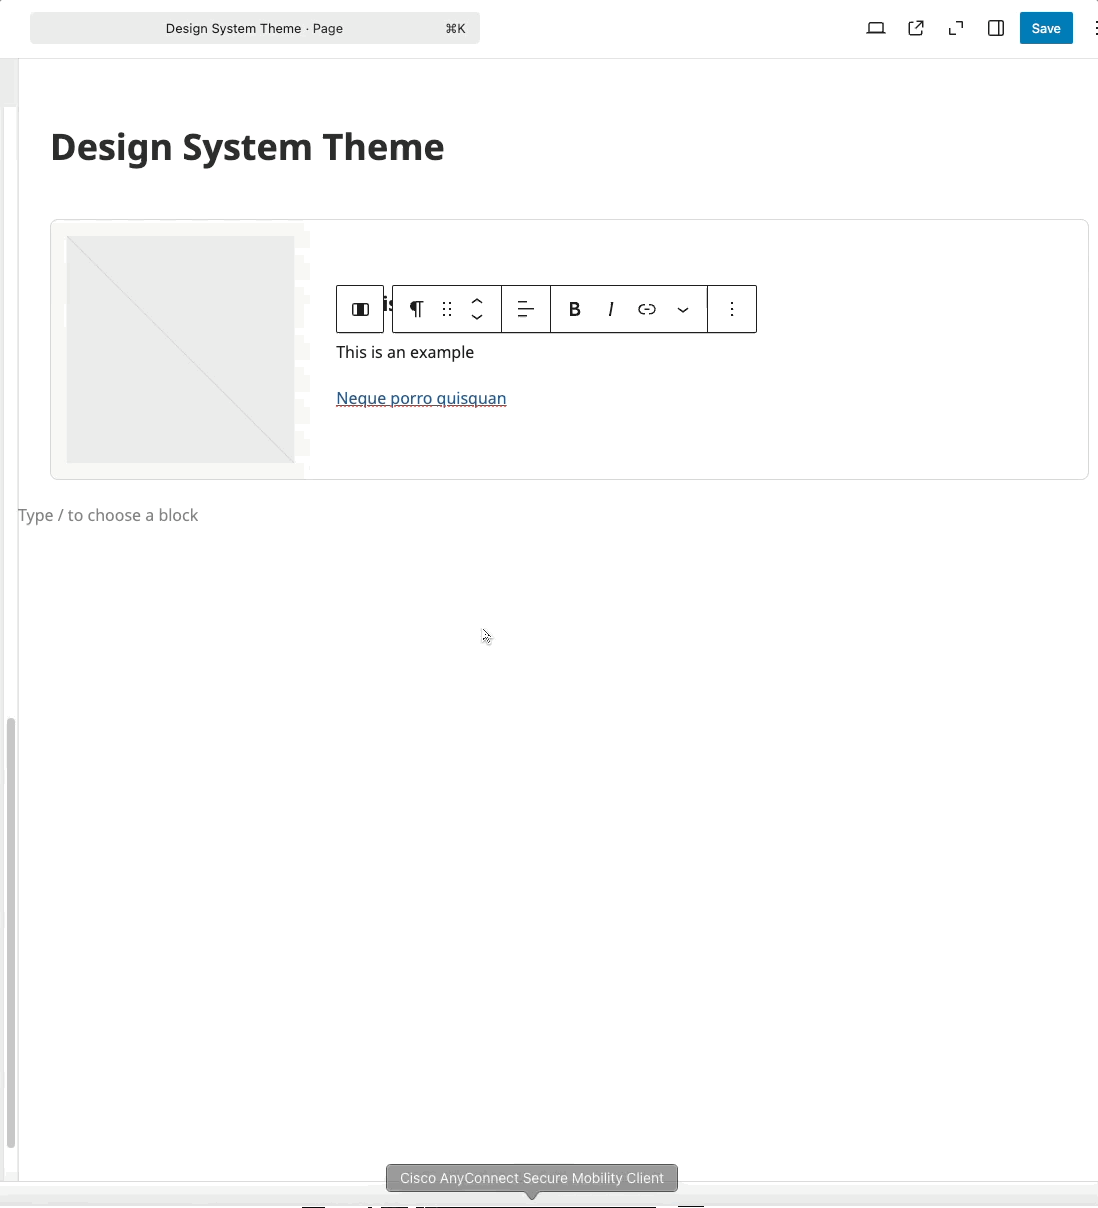 Design System Theme · Page ⌘K
Save
Design System Theme
B I
This is an example
Neque porro quisquan
Type / to choose a block
Cisco AnyConnect Secure Mobility Client